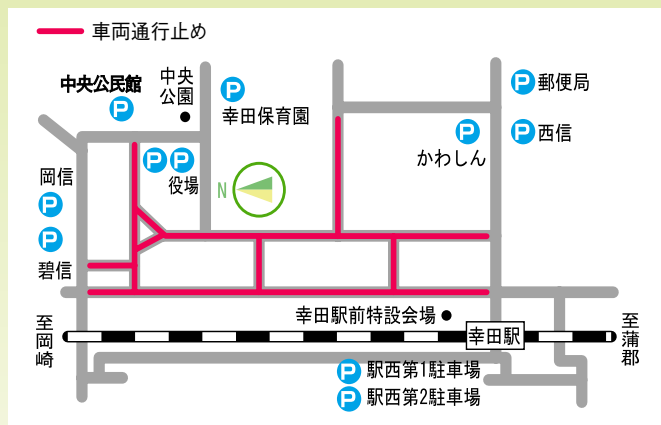 車両通行止め
中央公民館
P
中央
公園
P
幸田保育園
P
郵便局
P
西信
P
かわしん
P P
役場
N
岡信
P
P
碧信
幸田駅前特設会場
至岡崎
幸田駅
至蒲郡
P 駅西第1駐車場
P 駅西第2駐車場